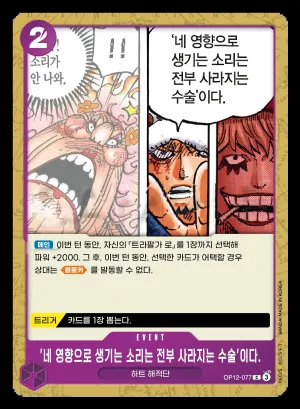 2
!
소리가
안 나와.
!!
‘네 영향으로
생기는 소리는
전부 사라지는
수술’이다.
메인 이번 턴 동안, 자신의 「트라팔가 로」를 1장까지 선택해
파워 +2000. 그 후, 이번 턴 동안, 선택한 카드가 어택할 경우
상대는 블로커 를 발동할 수 없다.
트리거 카드를 1장 뽑는다.
EVENT
‘네 영향으로 생기는 소리는 전부 사라지는 수술’이다.
하트 해적단
OP12-077
3